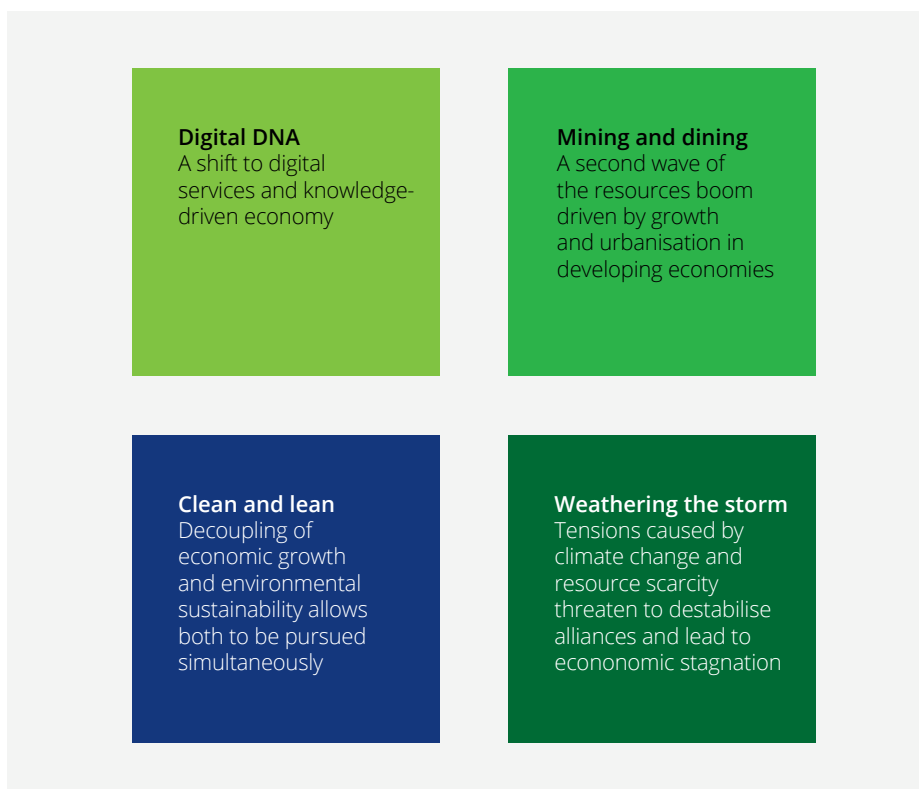 Digital DNA
A shift to digital
services and knowledge-
driven economy
Mining and dining
A second wave of
the resources boom
driven by growth
and urbanisation in
developing economies
Clean and lean
Decoupling of
economic growth
and environmental
sustainability allows
both to be pursued
simultaneously
Weathering the storm
Tensions caused by
climate change and
resource scarcity
threaten to destabilise
alliances and lead to
econonomic stagnation